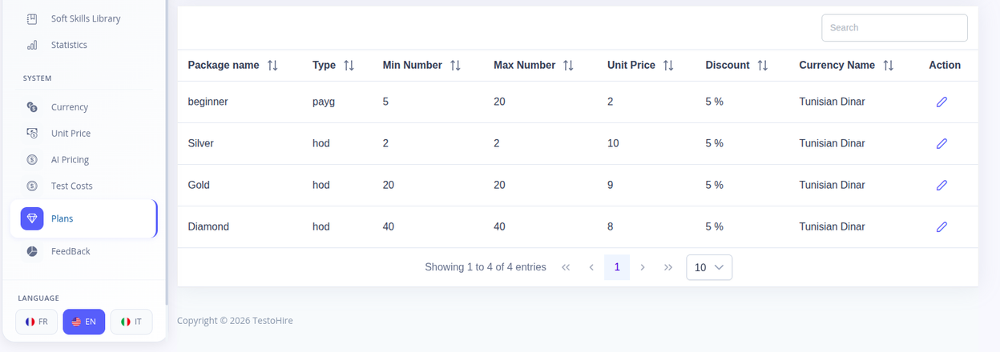 Soft Skills Library
Statistics
SYSTEM
Currency
Unit Price
AI Pricing
Test Costs
Plans
FeedBack
LANGUAGE
FR EN IT
Search
Package name Type Min Number Max Number Unit Price Discount Currency Name Action
beginner payg 5 20 2 5 % Tunisian Dinar
Silver hod 2 2 10 5 % Tunisian Dinar
Gold hod 20 20 9 5 % Tunisian Dinar
Diamond hod 40 40 8 5 % Tunisian Dinar
Showing 1 to 4 of 4 entries 1 10
Copyright © 2026 TestoHire